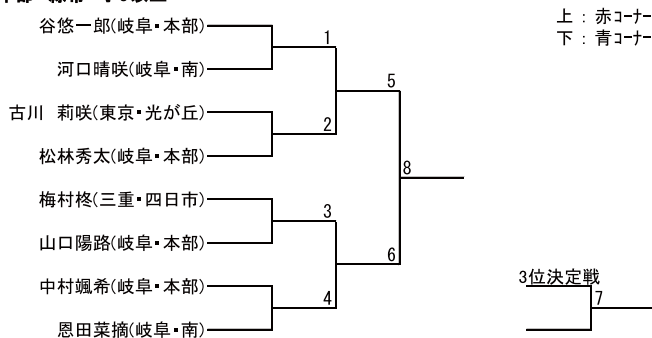 谷悠一郎(岐阜・本部)
河口晴咲(岐阜・南)
古川　莉咲(東京・光が丘)
松林秀太(岐阜・本部)
梅村柊(三重・四日市)
山口陽路(岐阜・本部)
中村颯希(岐阜・本部)
恩田菜摘(岐阜・南)
1
2
3
4
5
6
8
上：赤コーナー
下：青コーナー
3位決定戦
7